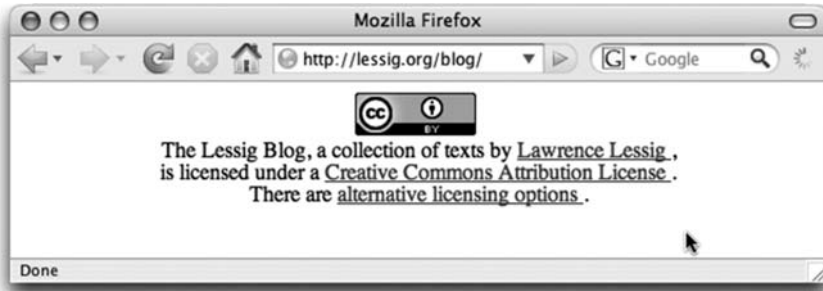 Mozilla Firefox
http://lessig.org/blog/
G Google
cc
BY
The Lessig Blog, a collection of texts by Lawrence Lessig ,
is licensed under a Creative Commons Attribution License .
There are alternative licensing options .
Done